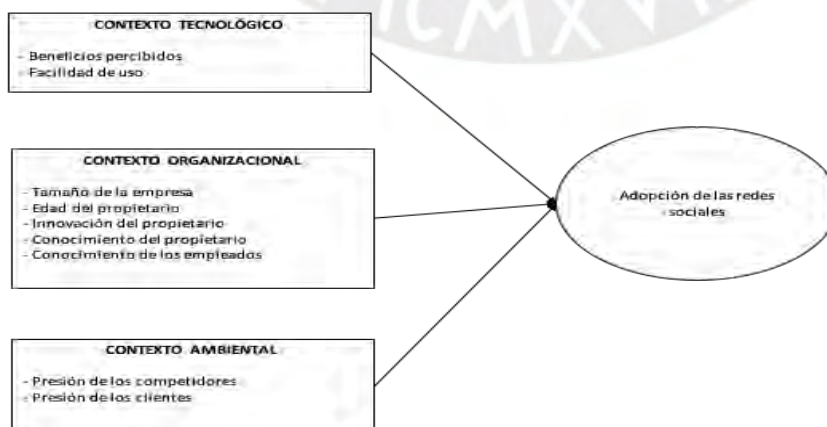 CMXVII
CONTEXTO TECNOLÓGICO
- Beneficios percibidos
- Facilidad de uso
CONTEXTO ORGANIZACIONAL
- Tamaño de la empresa
- Edad del propietario
- Innovación del propietario
- Conocimiento del propietario
- Conocimiento de los empleados
Adopción de las redes
sociales
CONTEXTO AMBIENTAL
- Presión de los competidores
- Presión de los clientes